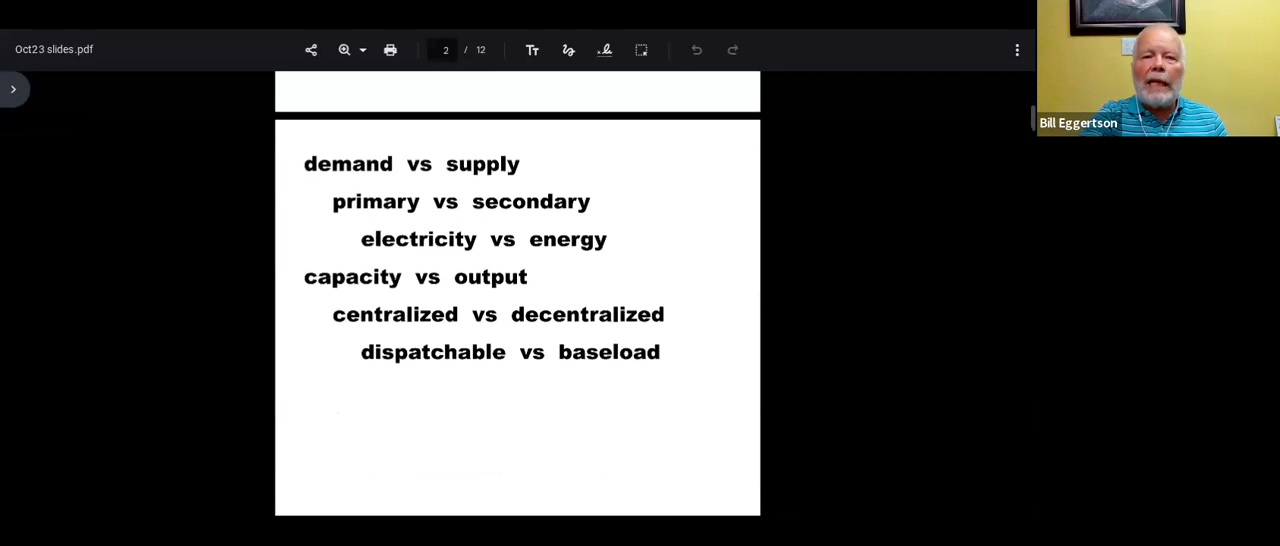 Oct23 slides.pdf
2 / 12
Bill Eggertson
demand vs supply
primary vs secondary
electricity vs energy
capacity vs output
centralized vs decentralized
dispatchable vs baseload